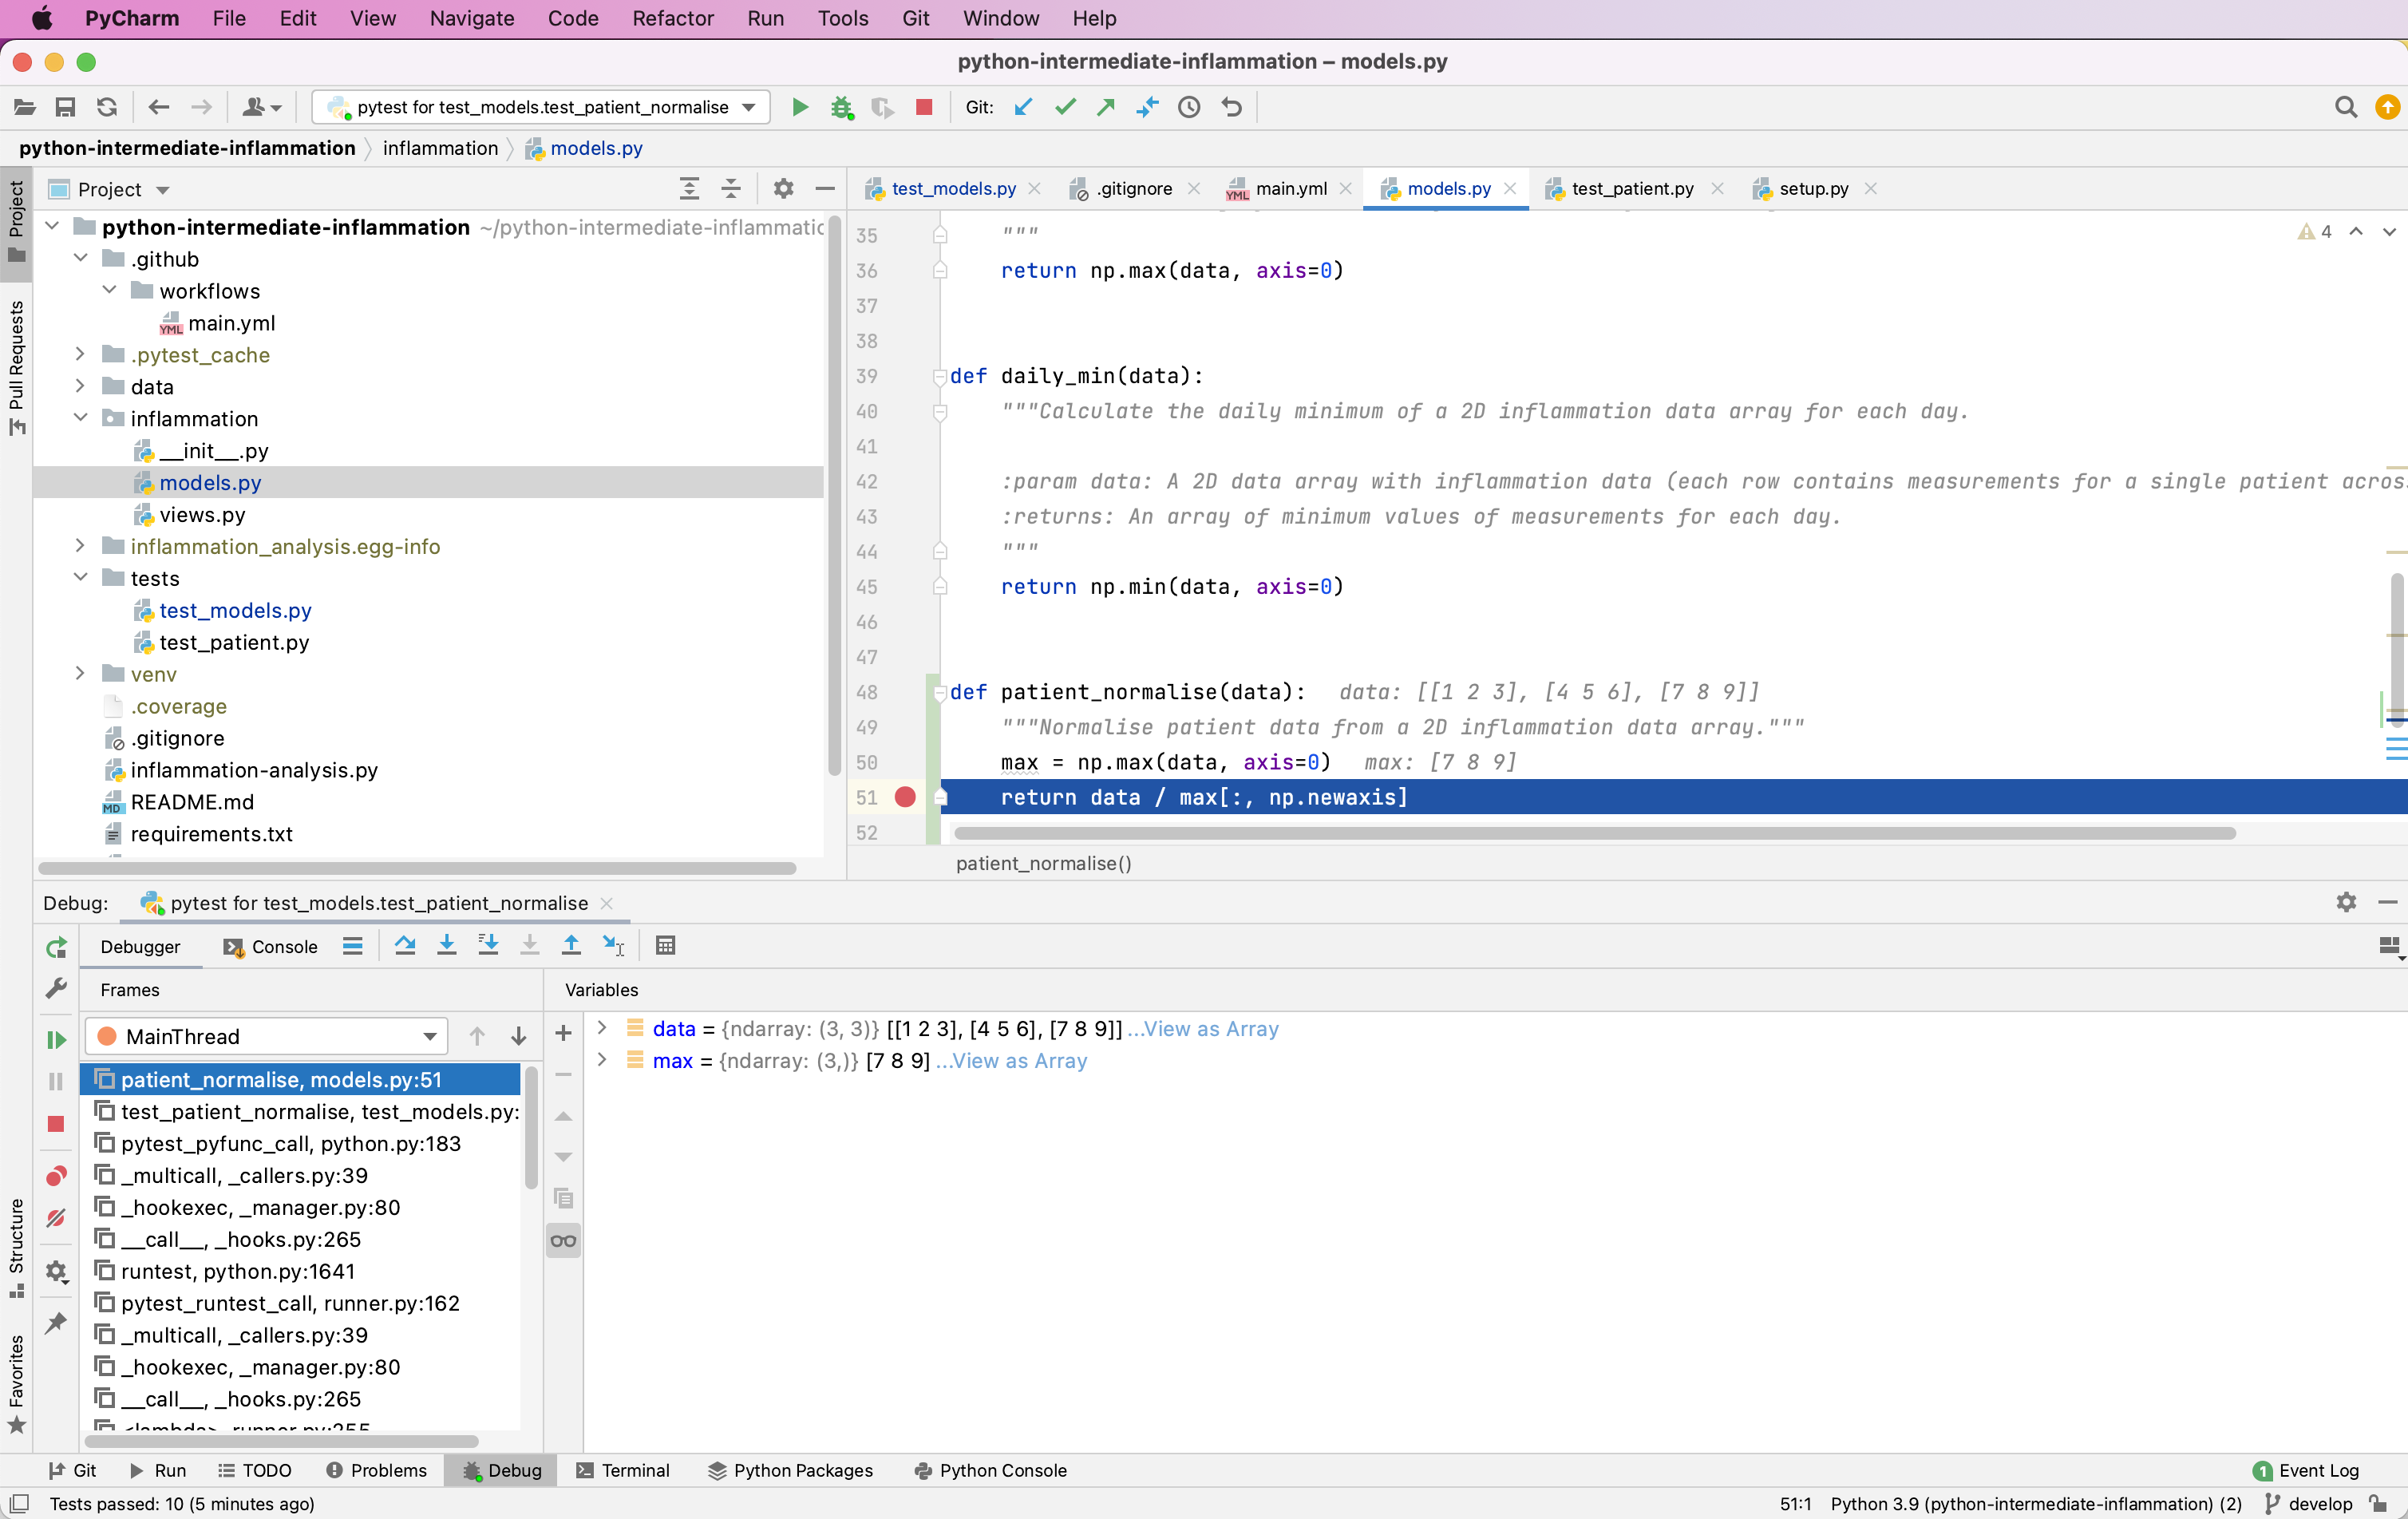 PyCharm File Edit View Navigate Code Refactor Run Tools Git Window Help
python-intermediate-inflammation – models.py
pytest for test_models.test_patient_normalise Git:
python-intermediate-inflammation inflammation models.py
Project
Pull Requests
Structure
Favorites
Project
python-intermediate-inflammation ~/python-intermediate-inflammatic
.github
workflows
YML main.yml
.pytest_cache
data
inflammation
__init__.py
models.py
views.py
inflammation_analysis.egg-info
tests
test_models.py
test_patient.py
venv
.coverage
.gitignore
inflammation-analysis.py
MD README.md
requirements.txt
test_models.py .gitignore YML main.yml models.py test_patient.py setup.py
4
35 """
36 return np.max(data, axis=0)
37
38
39 def daily_min(data):
40 """Calculate the daily minimum of a 2D inflammation data array for each day.
41
42 :param data: A 2D data array with inflammation data (each row contains measurements for a single patient acros
43 :returns: An array of minimum values of measurements for each day.
44 """
45 return np.min(data, axis=0)
46
47
48 def patient_normalise(data): data: [[1 2 3], [4 5 6], [7 8 9]]
49 """Normalise patient data from a 2D inflammation data array."""
50 max = np.max(data, axis=0) max: [7 8 9]
51 return data / max[:, np.newaxis]
52
patient_normalise()
Debug: pytest for test_models.test_patient_normalise
Debugger Console
Frames
MainThread
patient_normalise, models.py:51
test_patient_normalise, test_models.py:
pytest_pyfunc_call, python.py:183
_multicall, _callers.py:39
_hookexec, _manager.py:80
__call__, _hooks.py:265
runtest, python.py:1641
pytest_runtest_call, runner.py:162
_multicall, _callers.py:39
_hookexec, _manager.py:80
__call__, _hooks.py:265
<lambda>, runner.py:255
Variables
data = {ndarray: (3, 3)} [[1 2 3], [4 5 6], [7 8 9]] ...View as Array
max = {ndarray: (3,)} [7 8 9] ...View as Array
Git Run TODO Problems Debug Terminal Python Packages Python Console 1 Event Log
Tests passed: 10 (5 minutes ago) 51:1 Python 3.9 (python-intermediate-inflammation) (2) develop